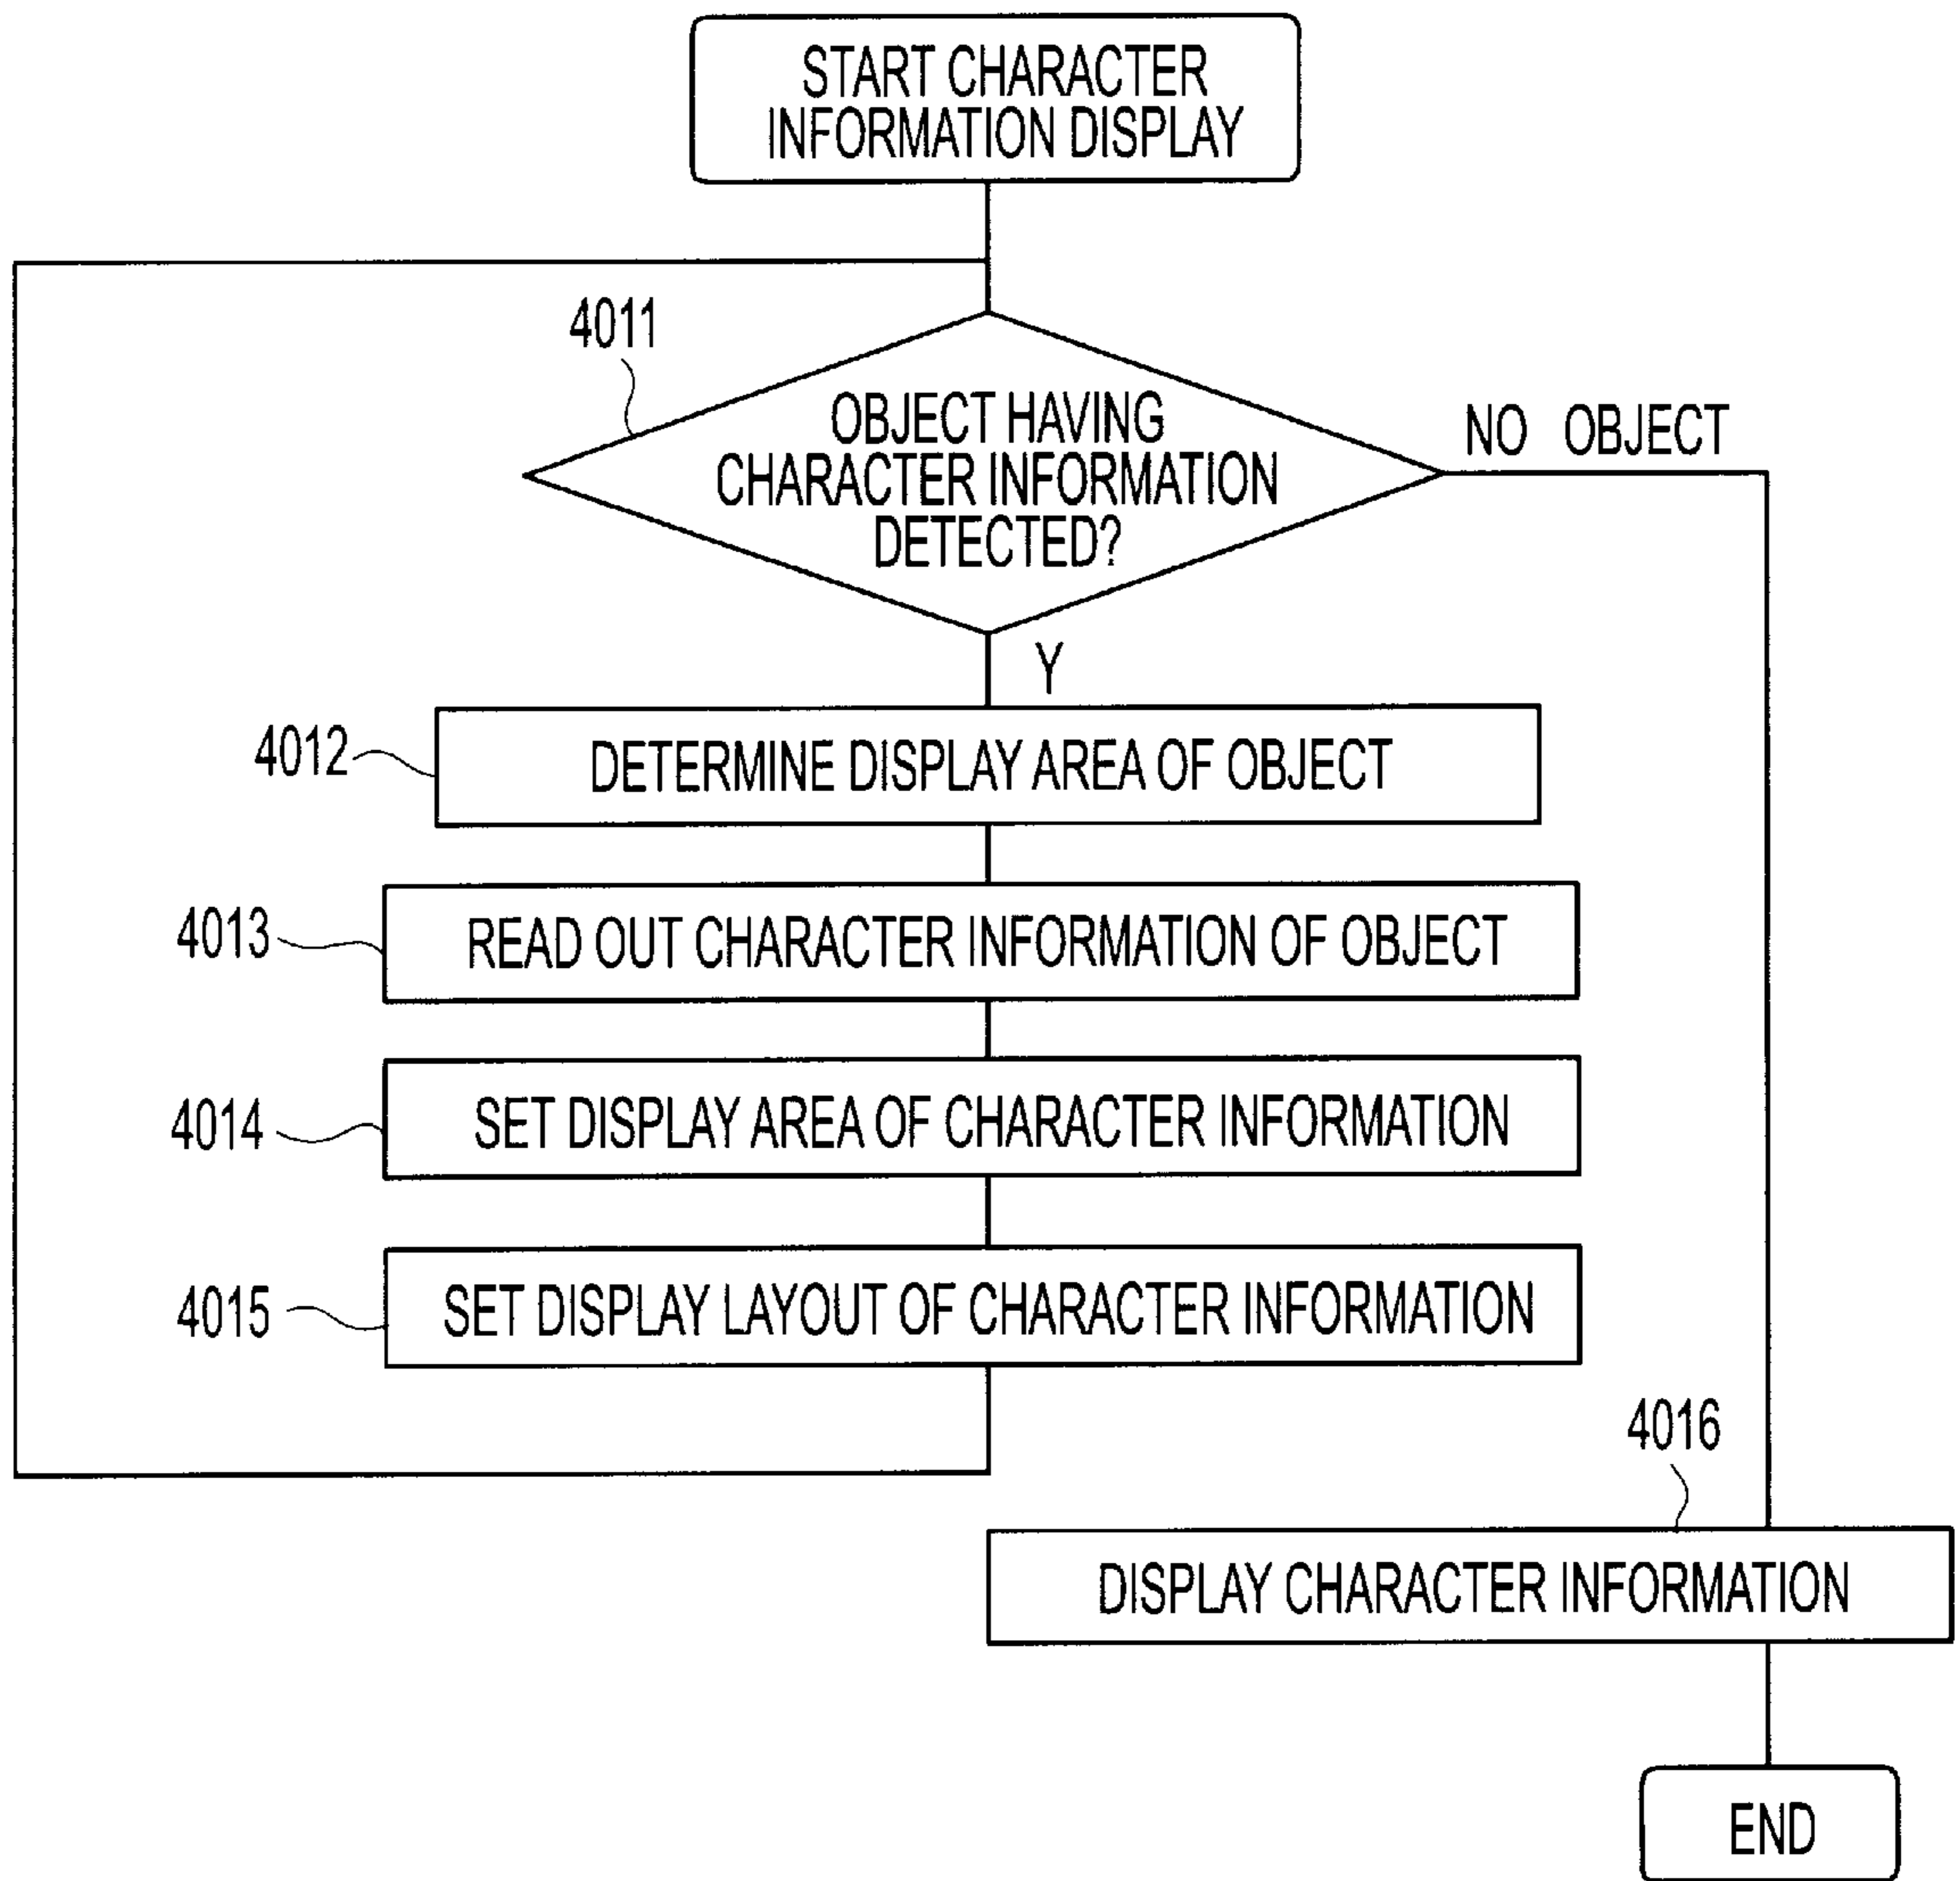 START CHARACTER
INFORMATION DISPLAY
4011
OBJECT HAVING
CHARACTER INFORMATION
DETECTED?
NO OBJECT
Y
4012
DETERMINE DISPLAY AREA OF OBJECT
4013
READ OUT CHARACTER INFORMATION OF OBJECT
4014
SET DISPLAY AREA OF CHARACTER INFORMATION
4015
SET DISPLAY LAYOUT OF CHARACTER INFORMATION
4016
DISPLAY CHARACTER INFORMATION
END